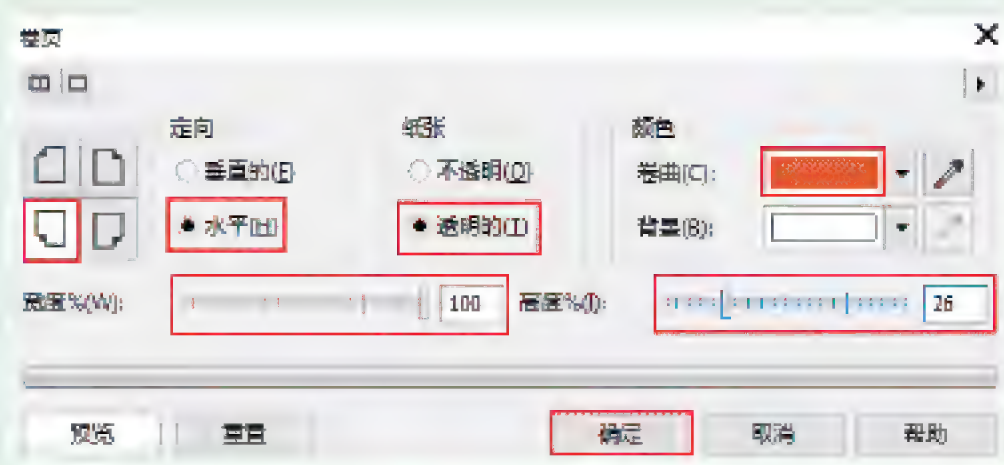 卷页
定向 纸张 颜色
垂直的(E) 不透明(O) 卷曲(C):
水平(H) 透明的(T) 背景(B):
宽度%(W): 100 高度%(I): 26
预览 重置 确定 取消 帮助